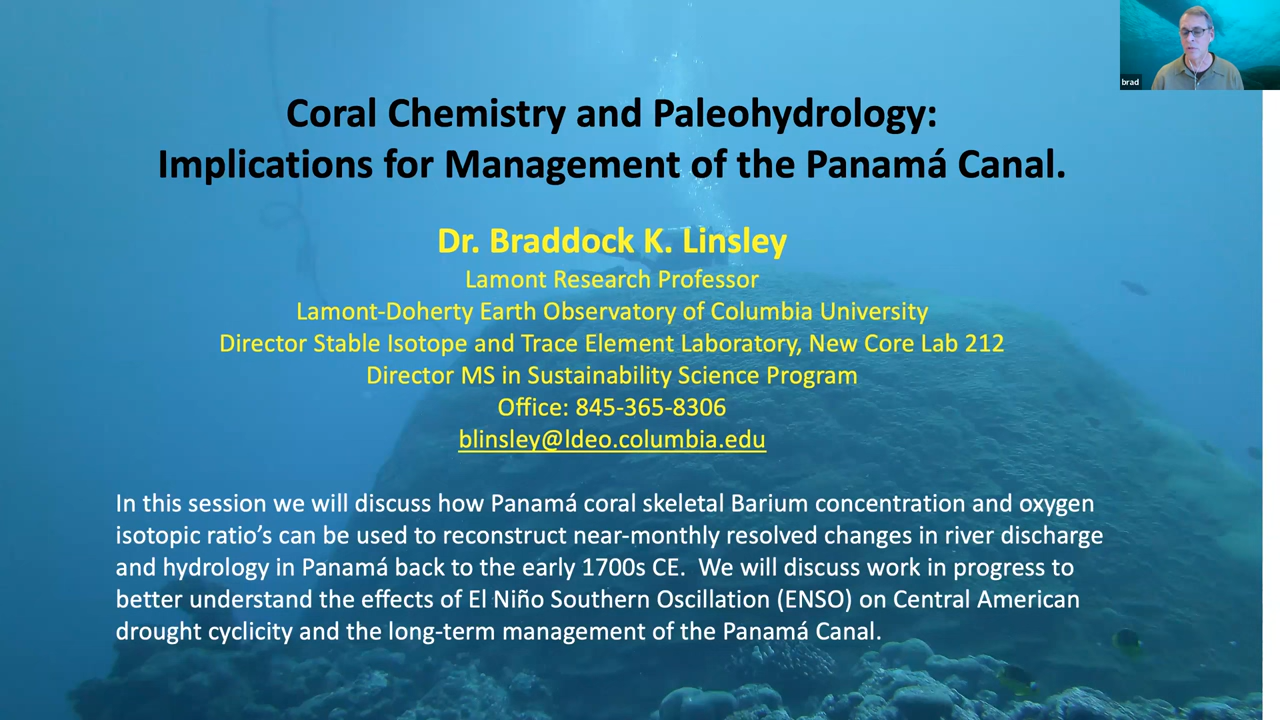 brad
Coral Chemistry and Paleohydrology:
Implications for Management of the Panamá Canal.
Dr. Braddock K. Linsley
Lamont Research Professor
Lamont-Doherty Earth Observatory of Columbia University
Director Stable Isotope and Trace Element Laboratory, New Core Lab 212
Director MS in Sustainability Science Program
Office: 845-365-8306
blinsley@ldeo.columbia.edu
In this session we will discuss how Panamá coral skeletal Barium concentration and oxygen
isotopic ratio’s can be used to reconstruct near-monthly resolved changes in river discharge
and hydrology in Panamá back to the early 1700s CE.  We will discuss work in progress to
better understand the effects of El Niño Southern Oscillation (ENSO) on Central American
drought cyclicity and the long-term management of the Panamá Canal.